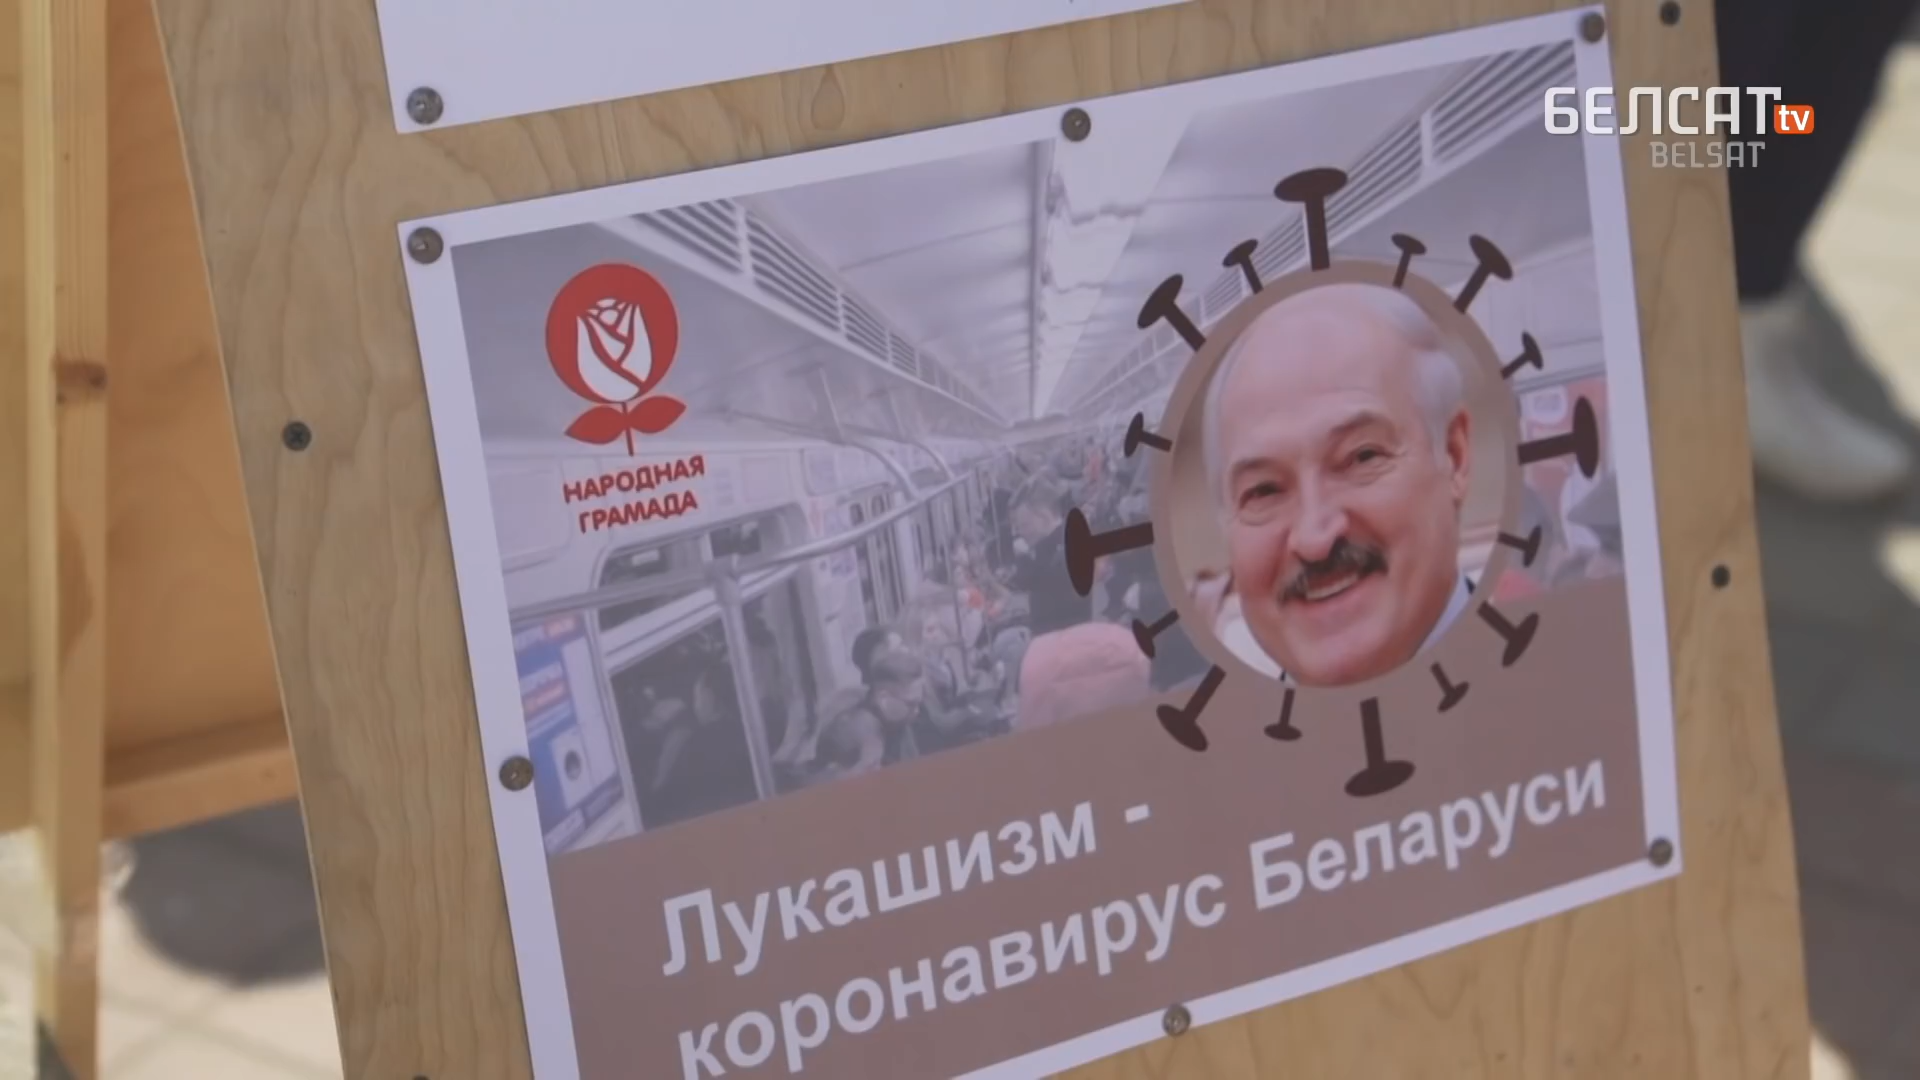 БЕЛСАТ tv
BELSAT
НАРОДНАЯ
ГРАМАДА
Лукашизм -
коронавирус Беларуси